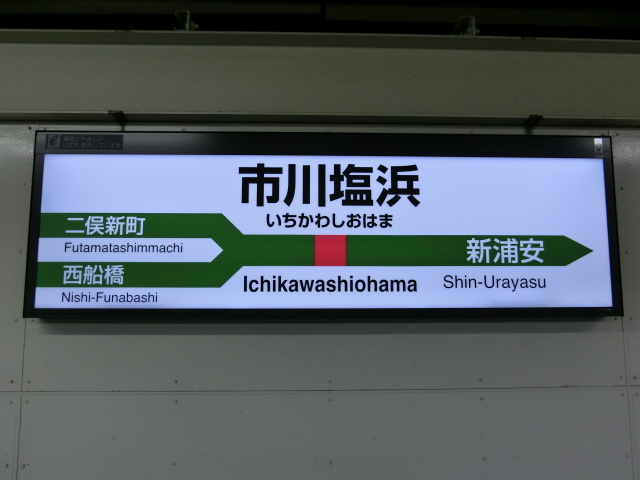 市川塩浜
いちかわしおはま
二俣新町
Futamatashimmachi
西船橋
Nishi-Funabashi
Ichikawashiohama
新浦安
Shin-Urayasu